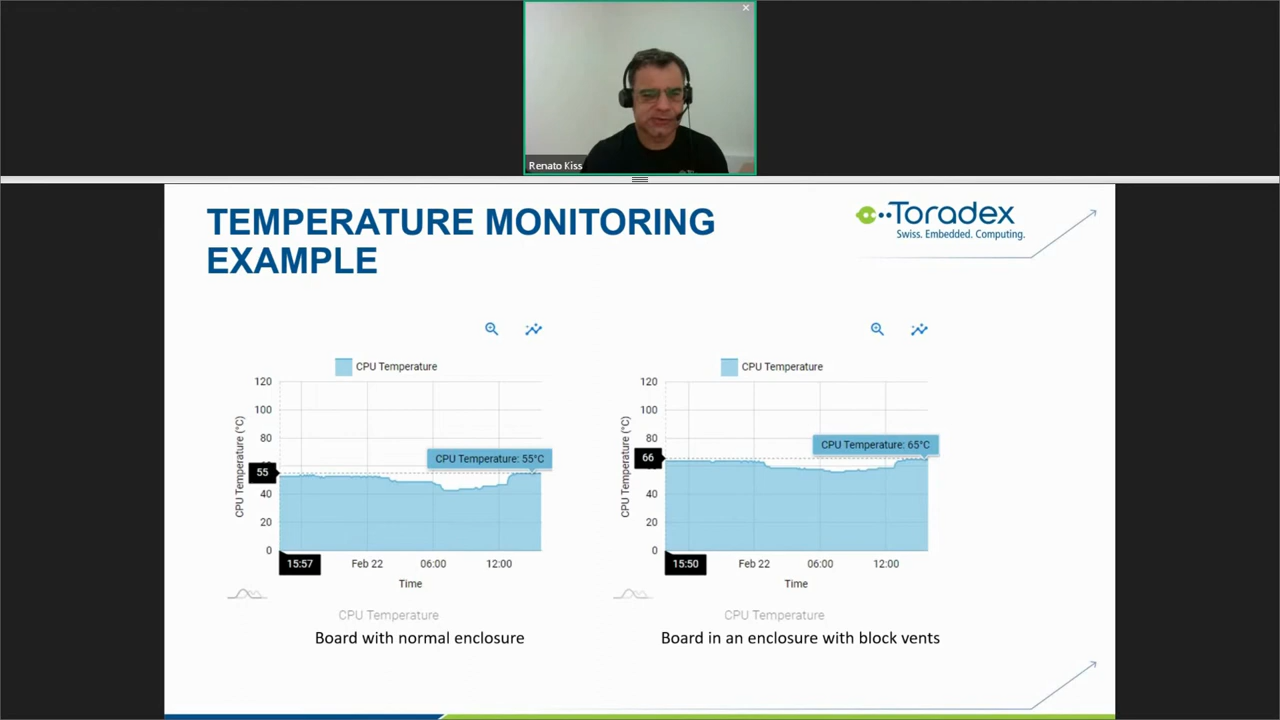 Renato Kiss
TEMPERATURE MONITORING
EXAMPLE
Toradex
Swiss. Embedded. Computing.
CPU Temperature
120
100
80
55
40
20
0
CPU Temperature (°C)
CPU Temperature: 55°C
15:57
Feb 22
06:00
12:00
Time
CPU Temperature
Board with normal enclosure
CPU Temperature
120
100
80
66
40
20
0
CPU Temperature (°C)
CPU Temperature: 65°C
15:50
Feb 22
06:00
12:00
Time
CPU Temperature
Board in an enclosure with block vents